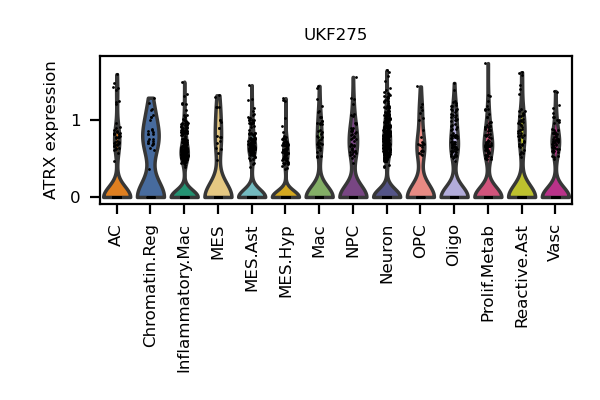 UKF275
ATRX expression
1
0
AC
Chromatin.Reg
Inflammatory.Mac
MES
MES.Ast
MES.Hyp
Mac
NPC
Neuron
OPC
Oligo
Prolif.Metab
Reactive.Ast
Vasc